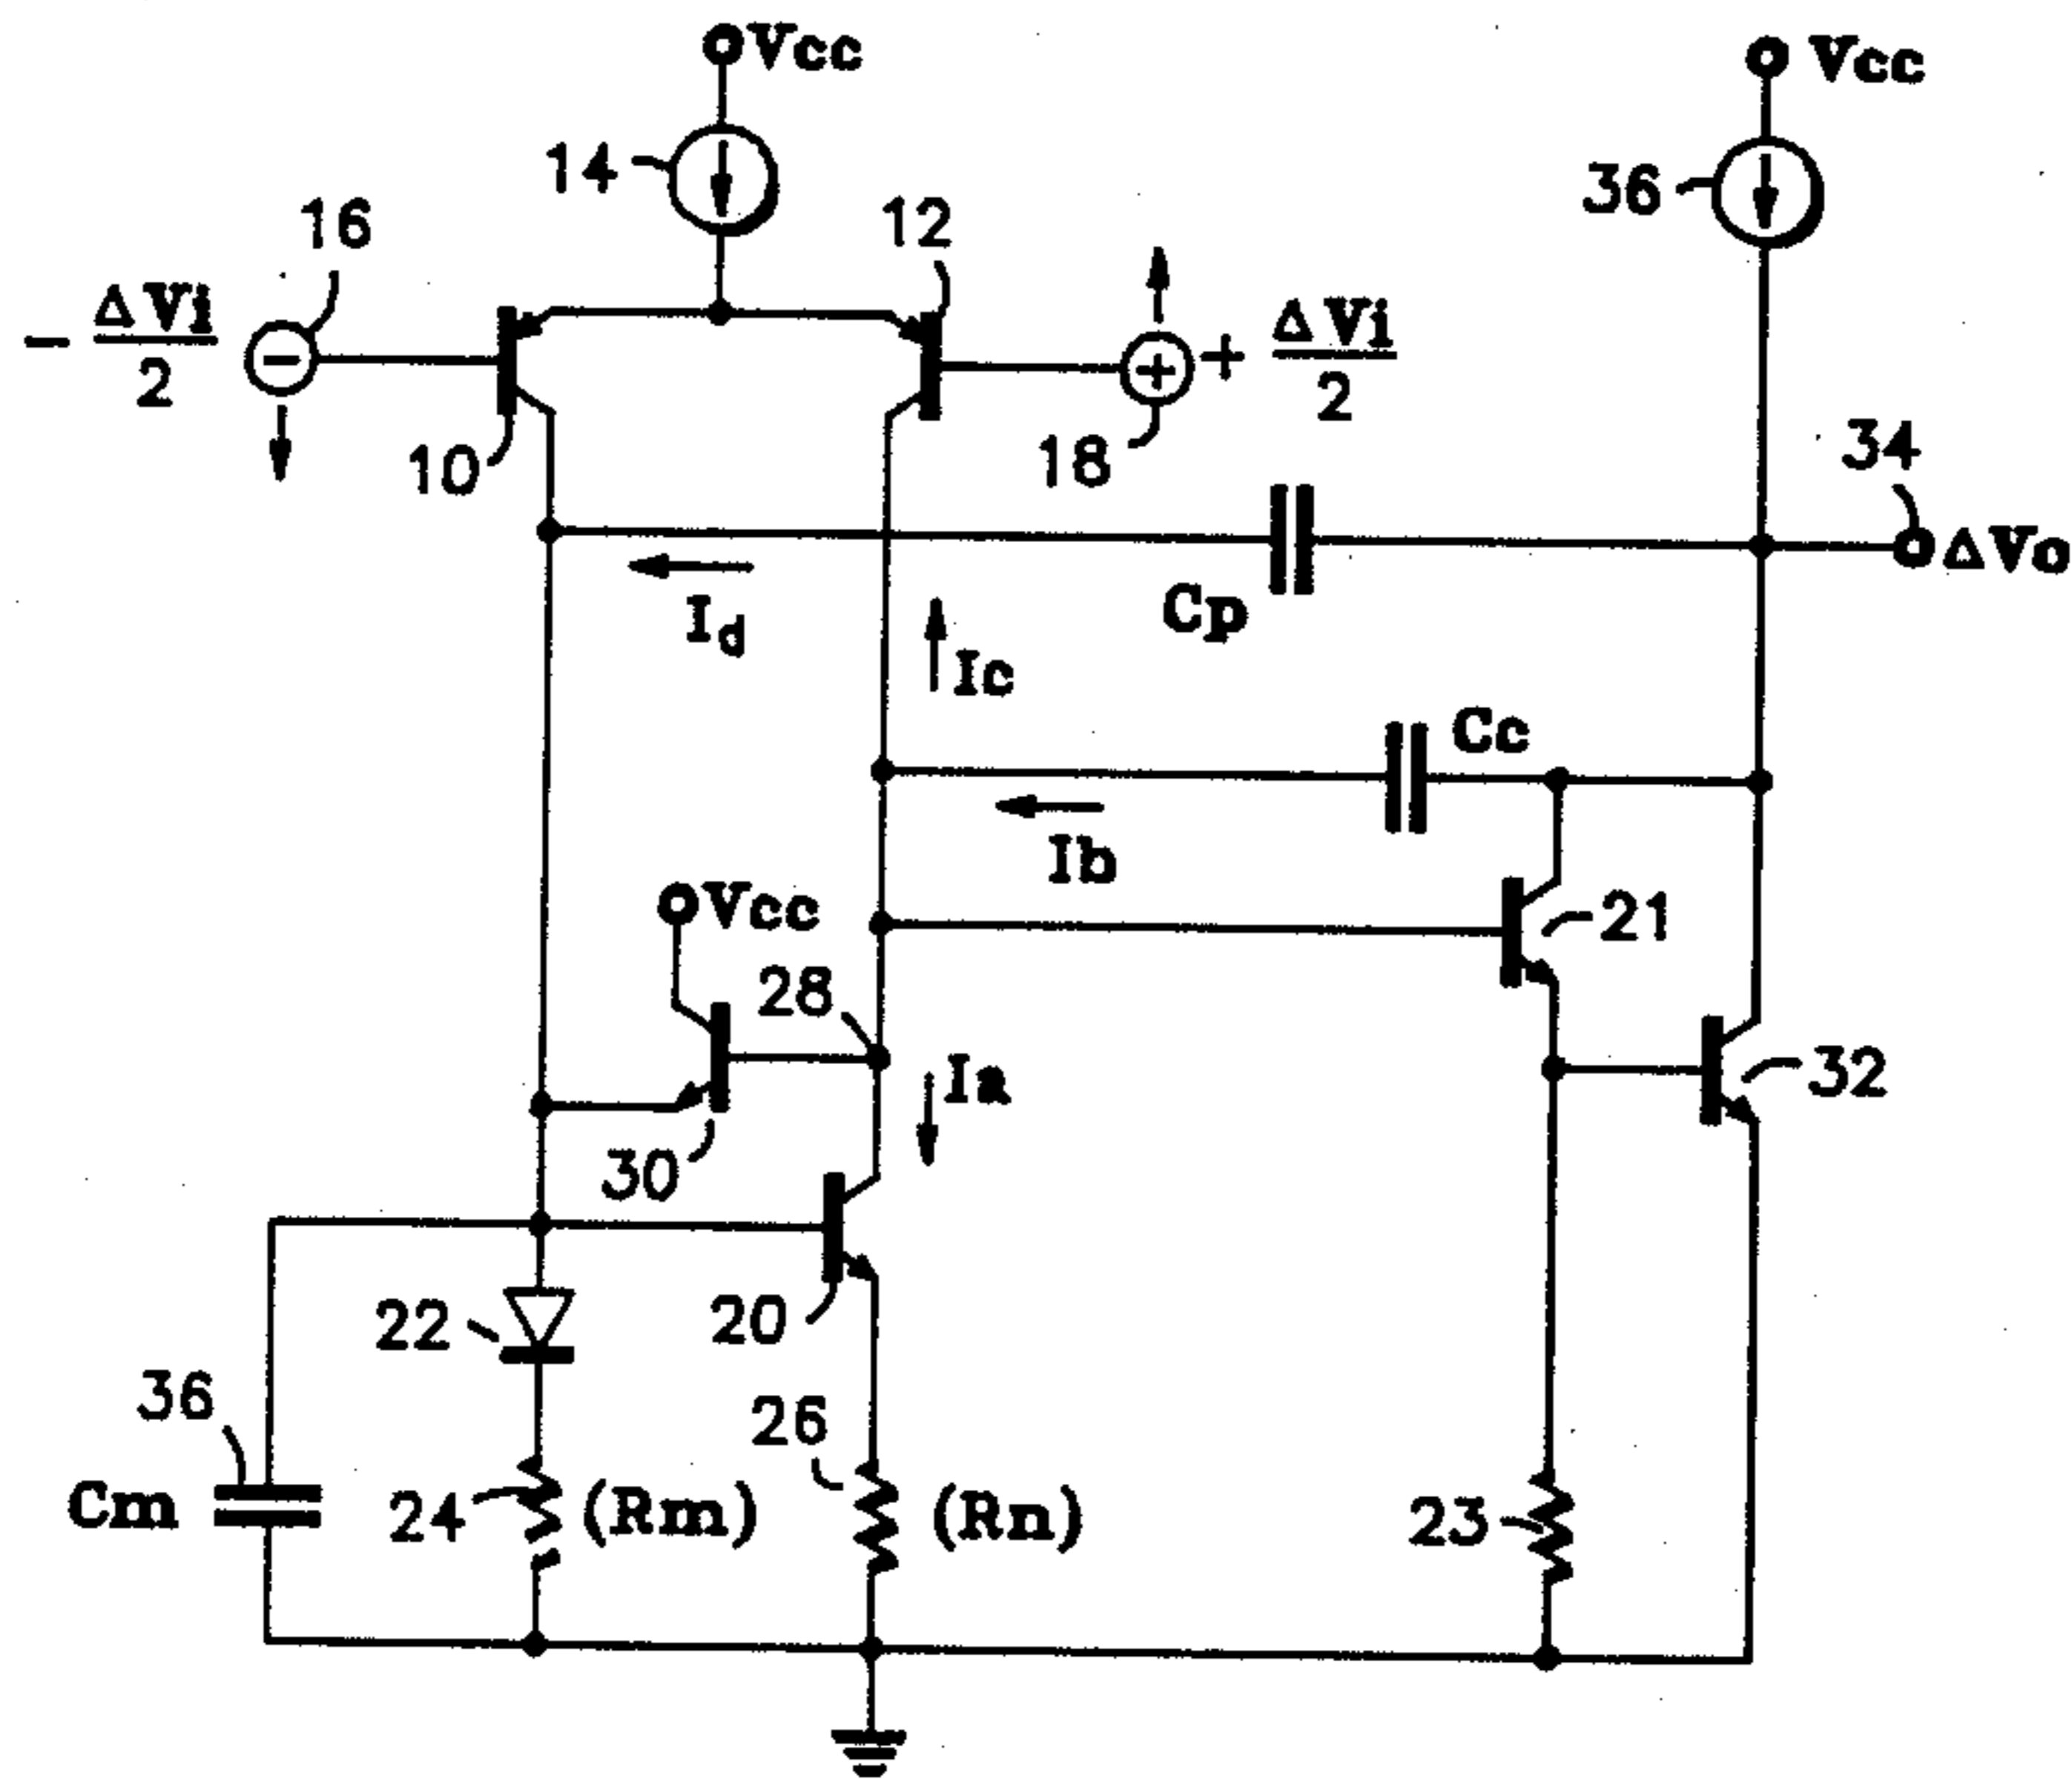 Vcc
Vcc
14
36
16
12
- ΔVi
2
+ ΔVi
2
10
18
34
ΔVo
Id
Cp
Ic
Cc
Ib
Vcc
21
28
Ia
32
30
22
20
36
26
Cm
24
(Rm)
(Rn)
23